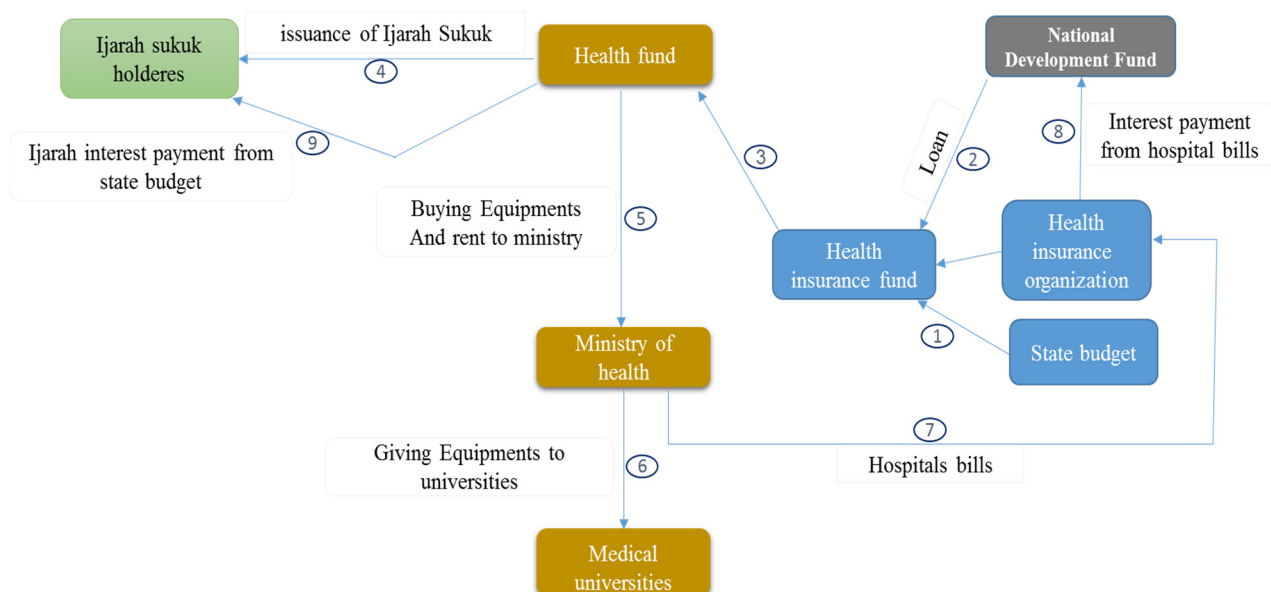 Ijarah sukuk
holderes
issuance of Ijarah Sukuk
4
Health fund
National
Development Fund
9
Ijarah interest payment from
state budget
3
Loan
2
8
Interest payment
from hospital bills
Buying Equipments
And rent to ministry
5
Health
insurance fund
Health
insurance
organization
1
State budget
Ministry of
health
7
Hospitals bills
Giving Equipments to
universities
6
Medical
universities